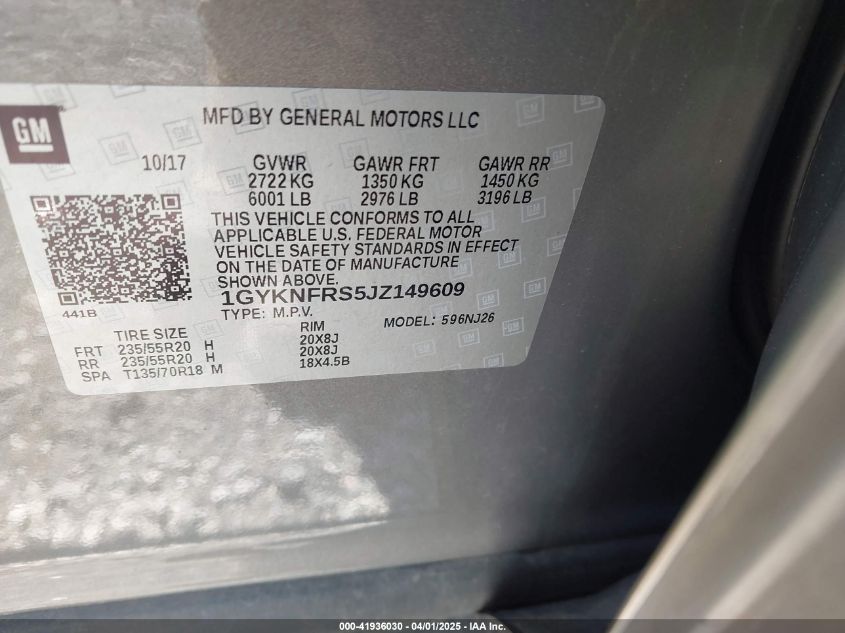 GM
MFD BY GENERAL MOTORS LLC
10/17 GVWR GAWR FRT GAWR RR
2722 KG 1350 KG 1450 KG
6001 LB 2976 LB 3196 LB
THIS VEHICLE CONFORMS TO ALL
APPLICABLE U.S. FEDERAL MOTOR
VEHICLE SAFETY STANDARDS IN EFFECT
ON THE DATE OF MANUFACTURE
SHOWN ABOVE.
1GYKNFRS5JZ149609
441B
TYPE: M.P.V. MODEL: 596NJ26
TIRE SIZE RIM
FRT 235/55R20 H 20X8J
RR 235/55R20 H 20X8J
SPA T135/70R18 M 18X4.5B
000-41936030 - 04/01/2025 - IAA Inc.